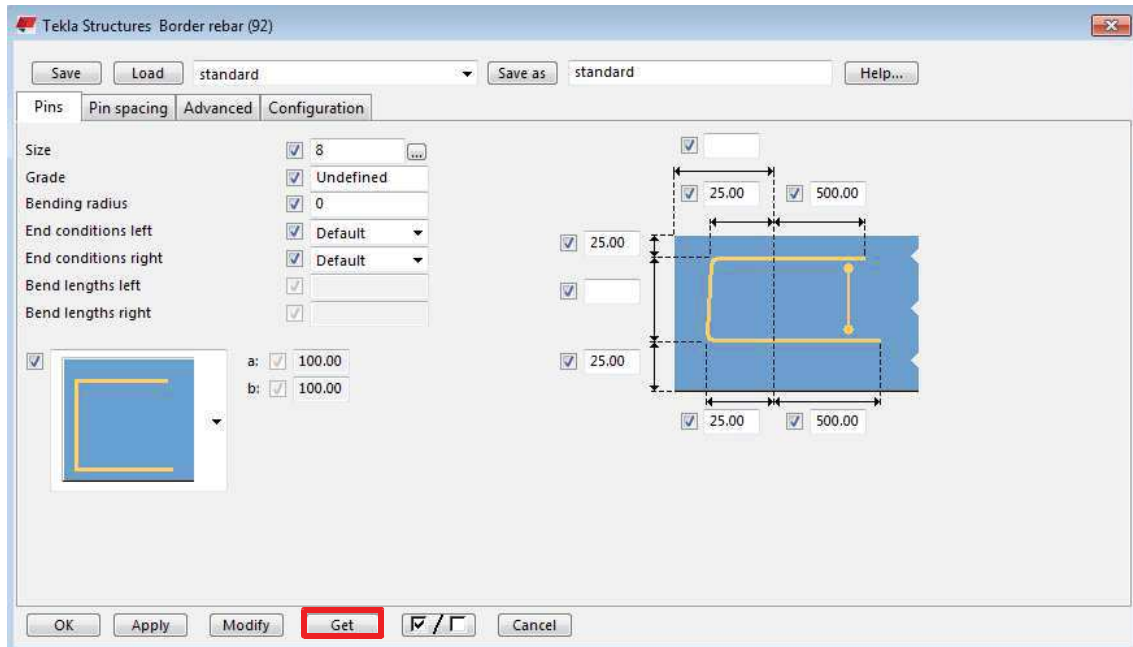 Tekla Structures Border rebar (92)
Save Load standard Save as standard Help...
Pins Pin spacing Advanced Configuration
Size 8 ...
Grade Undefined
Bending radius 0
End conditions left Default
End conditions right Default
Bend lengths left
Bend lengths right
a: 100.00
b: 100.00
25.00 500.00
25.00
25.00
25.00 500.00
OK Apply Modify Get / Cancel